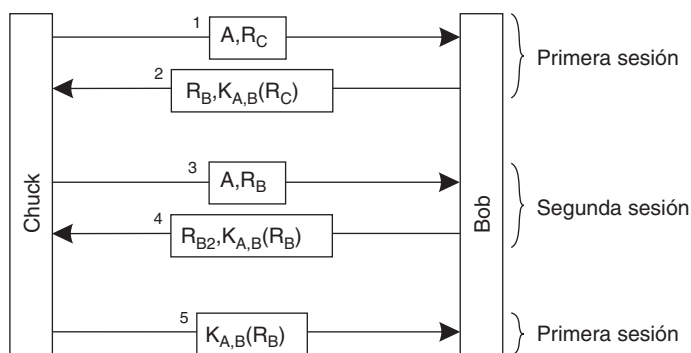 1
A,R_C
Primera sesión
2
R_B,K_A,B(R_C)
Chuck
Bob
3
A,R_B
Segunda sesión
4
R_B2,K_A,B(R_B)
5
K_A,B(R_B)
Primera sesión